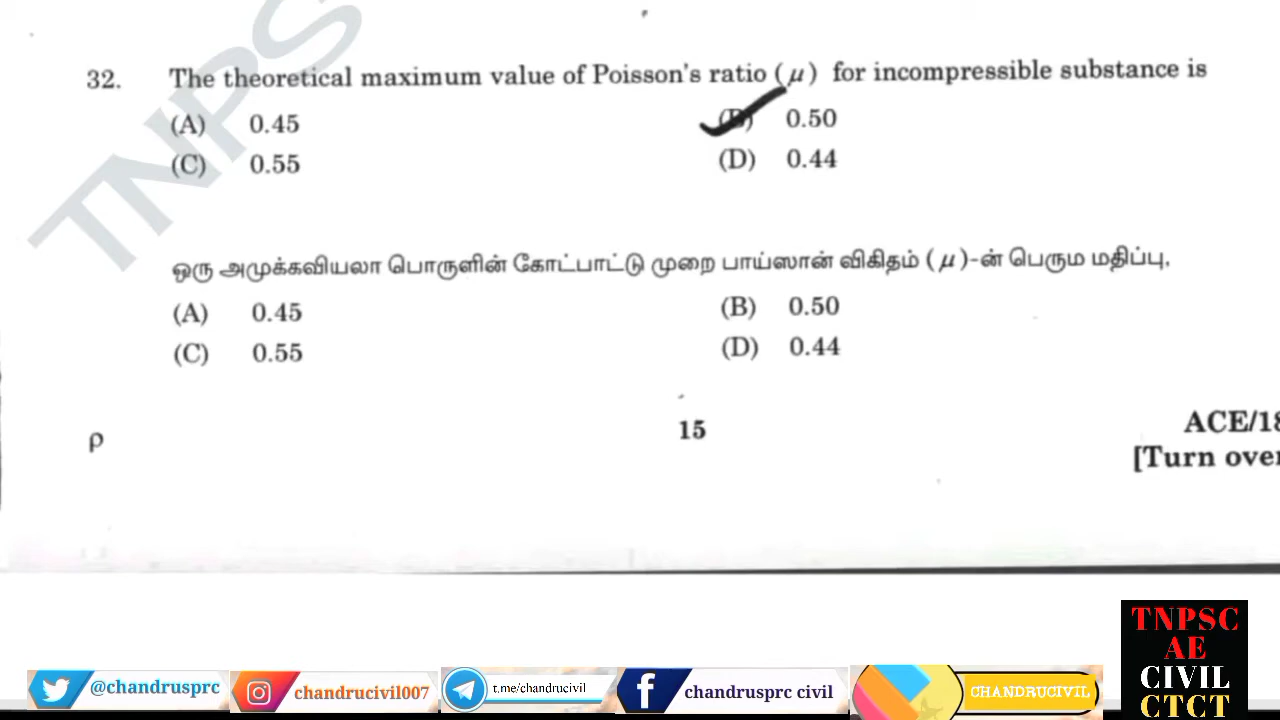 TNPS
32. The theoretical maximum value of Poisson's ratio (μ) for incompressible substance is
(A) 0.45 (B) 0.50
(C) 0.55 (D) 0.44
ஒரு அமுக்கவியலா பொருளின் கோட்பாட்டு முறை பாய்ஸான் விகிதம் (μ)-ன் பெரும மதிப்பு,
(A) 0.45 (B) 0.50
(C) 0.55 (D) 0.44
ρ 15 ACE/18
[Turn over
TNPSC
AE
CIVIL
CTCT
@chandrusprc chandrucivil007 t.me/chandrucivil chandrusprc civil CHANDRUCIVIL